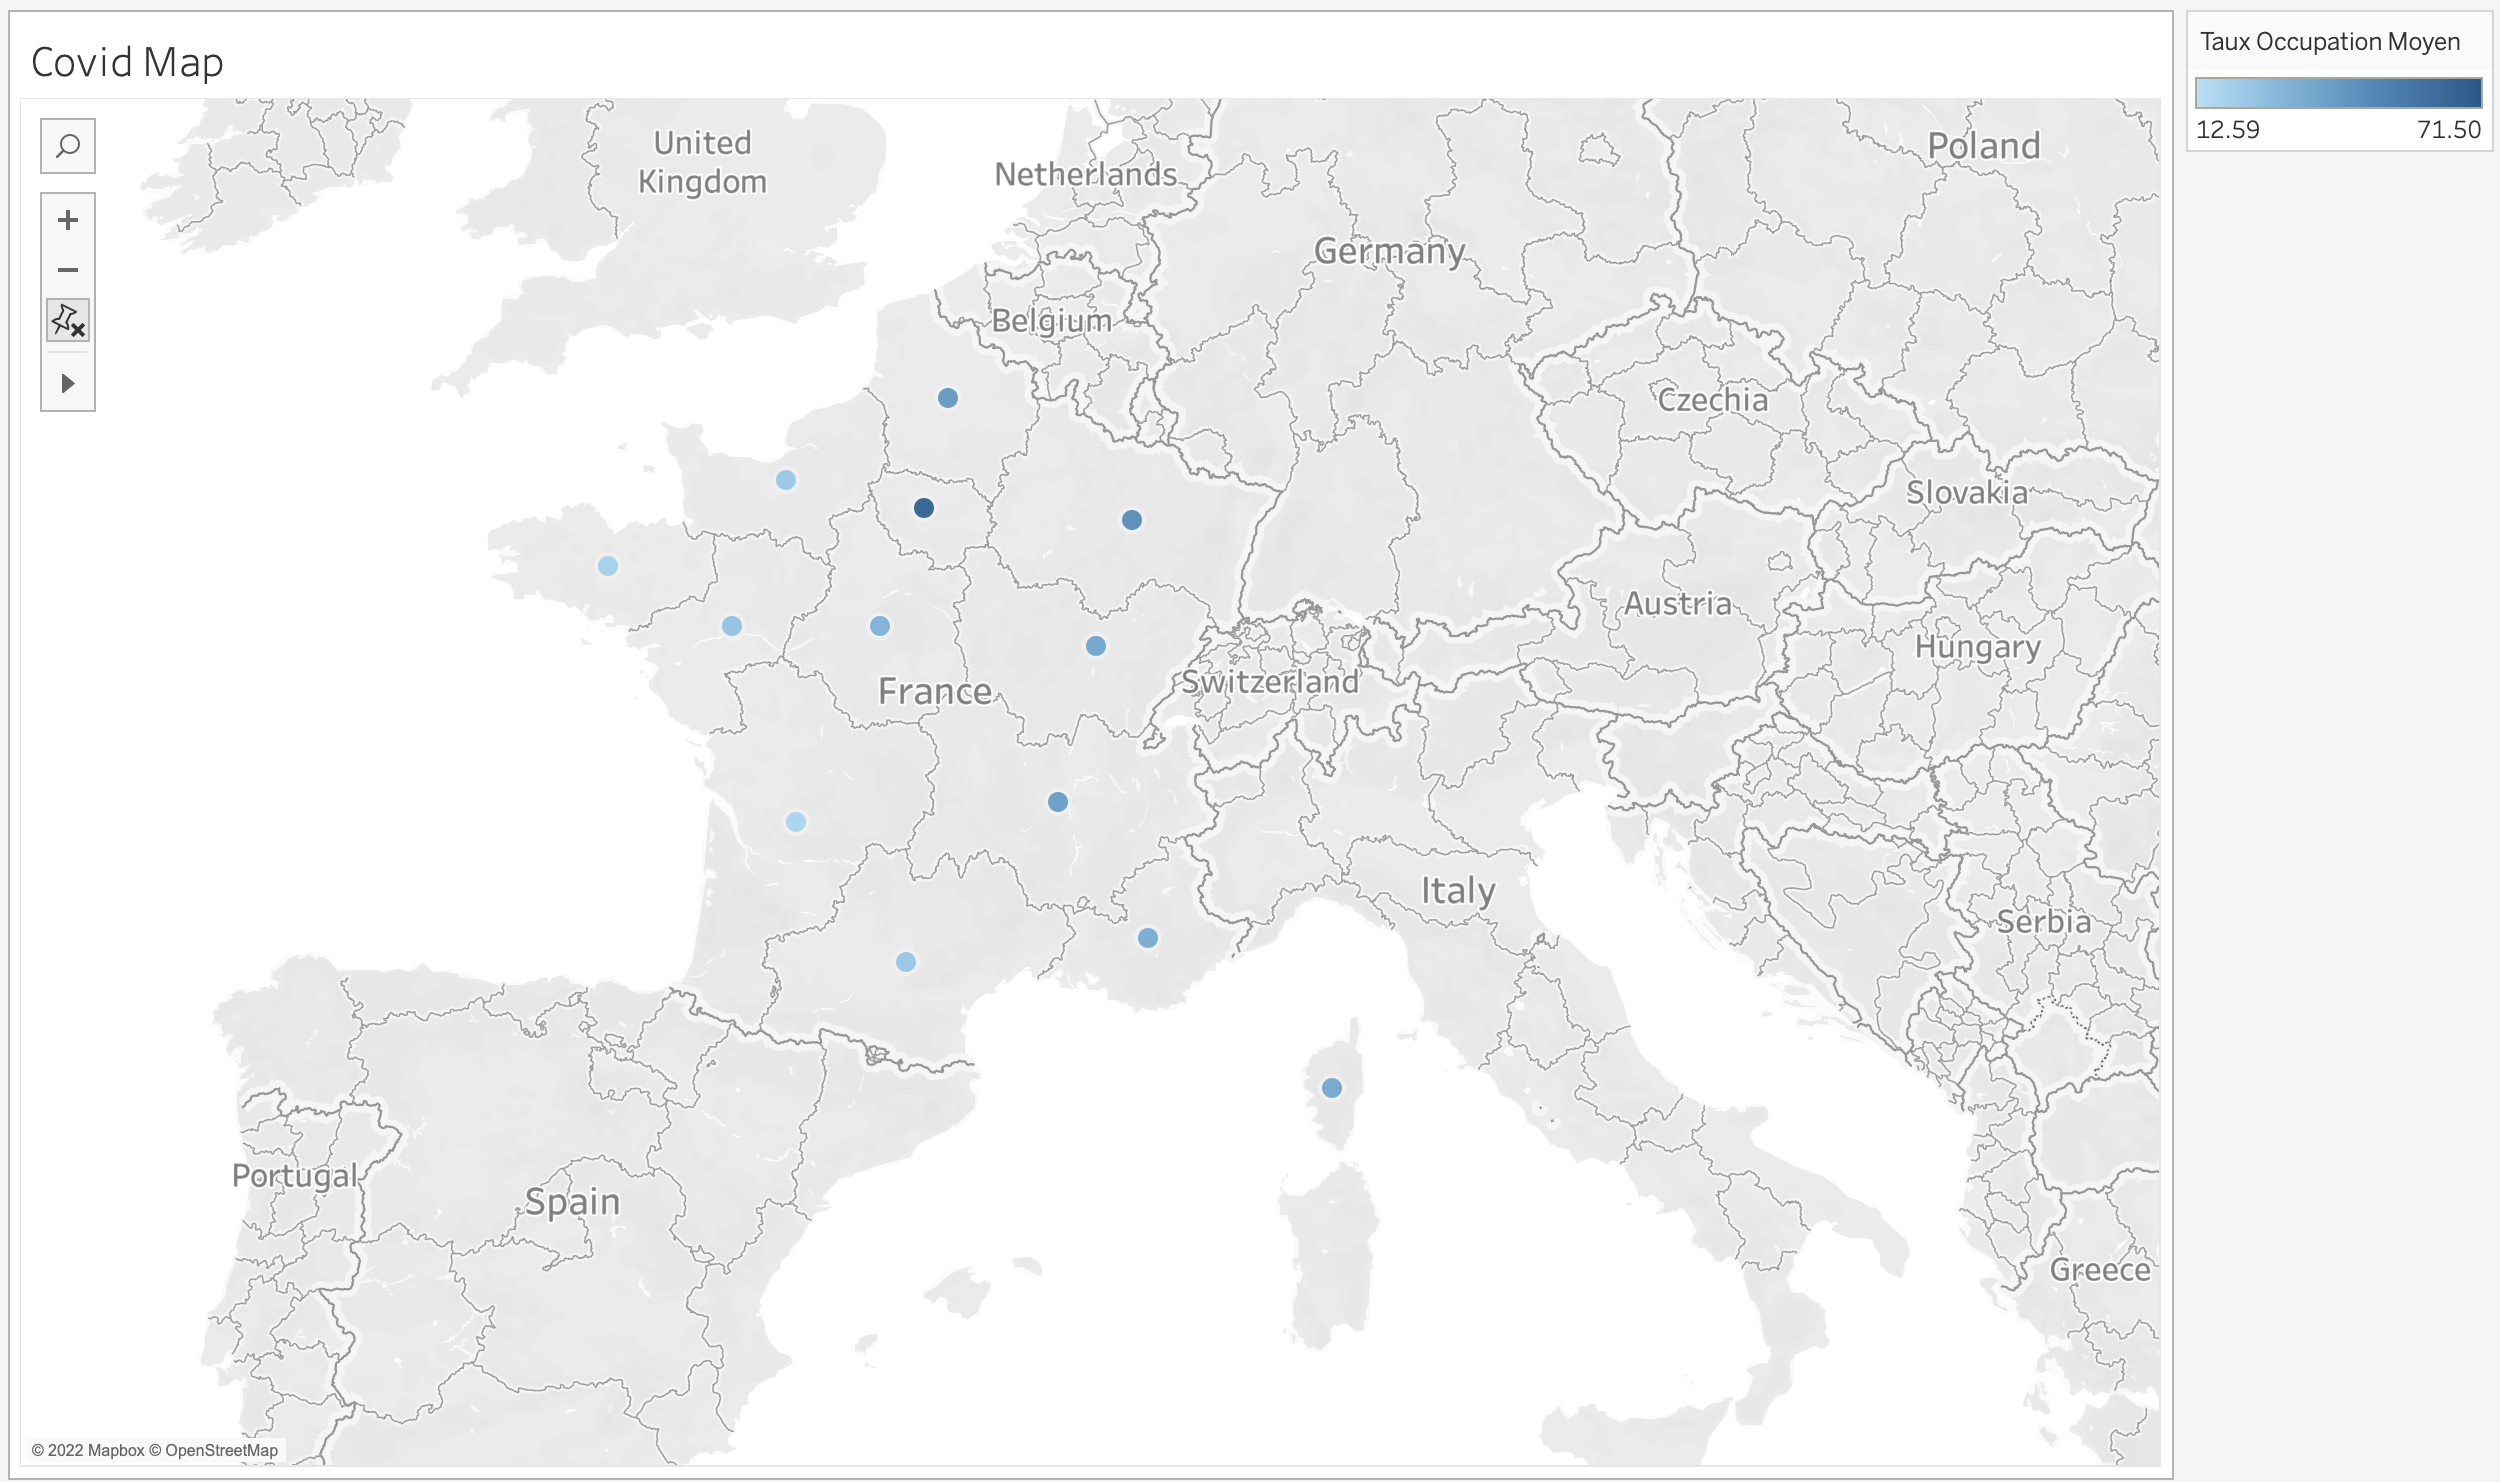 Covid Map
Taux Occupation Moyen
12.59 71.50
United
Kingdom
Netherlands
Poland
Germany
Belgium
Czechia
Slovakia
Austria
Hungary
Switzerland
France
Italy
Serbia
Portugal
Spain
Greece
© 2022 Mapbox © OpenStreetMap